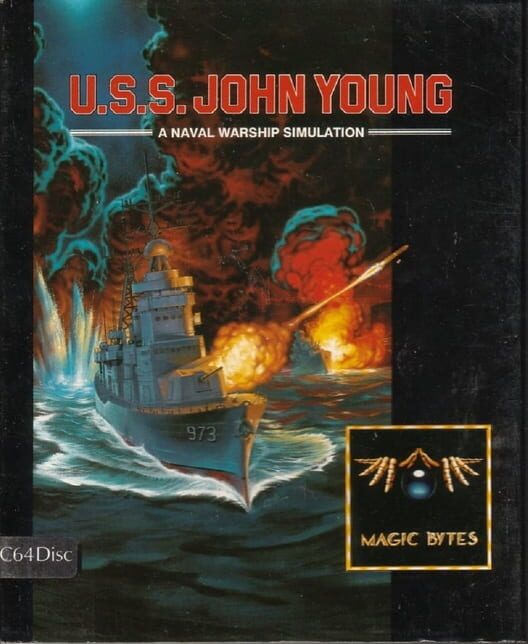 U.S.S. JOHN YOUNG
A NAVAL WARSHIP SIMULATION
973
MAGIC BYTES
C64Disc